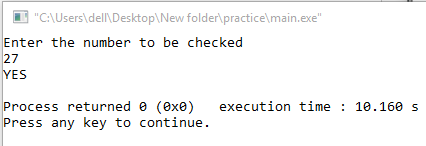 "C:\Users\dell\Desktop\New folder\practice\main.exe"
Enter the number to be checked
27
YES
Process returned 0 (0x0)   execution time : 10.160 s
Press any key to continue.